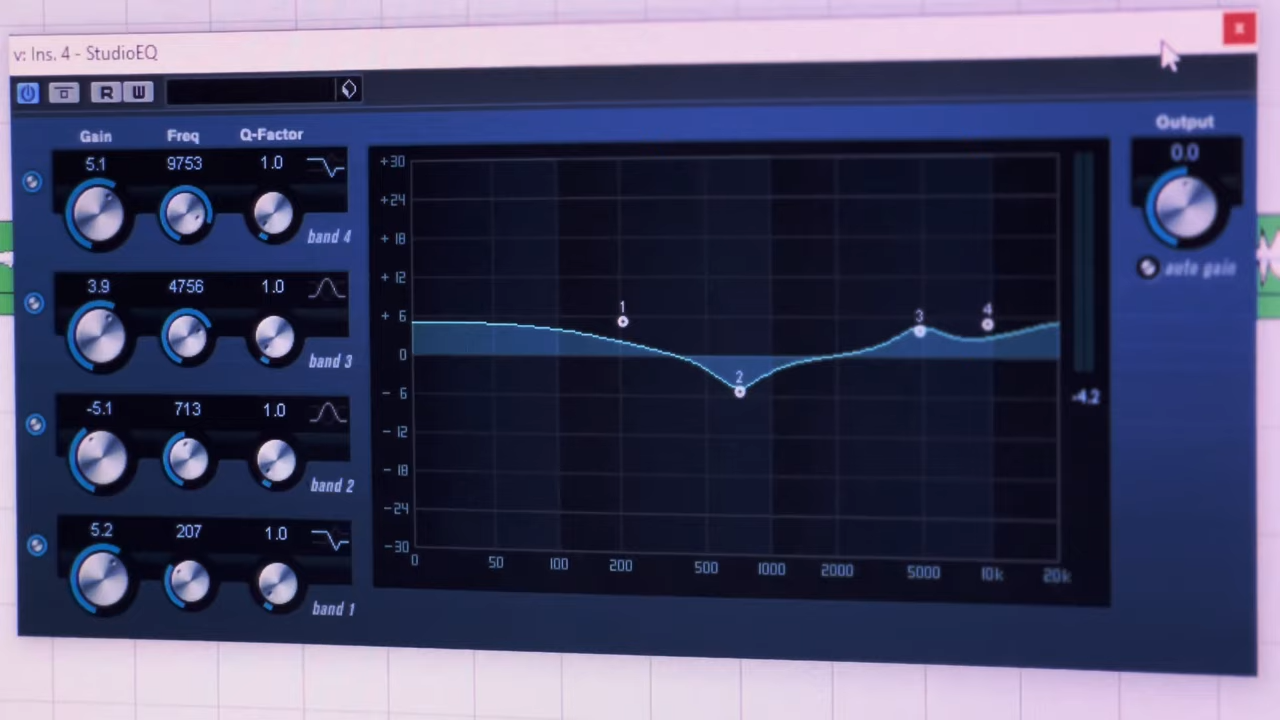 v: Ins. 4 - StudioEQ
x
R W
Gain Freq Q-Factor
5.1 9753 1.0
band 4
3.9 4756 1.0
band 3
-5.1 713 1.0
band 2
5.2 207 1.0
band 1
+30
+24
+18
+12
+ 6
0
- 6
-12
-18
-24
-30
0 50 100 200 500 1000 2000 5000 10k 20k
1
2
3
4
-4.2
Output
0.0
auto gain